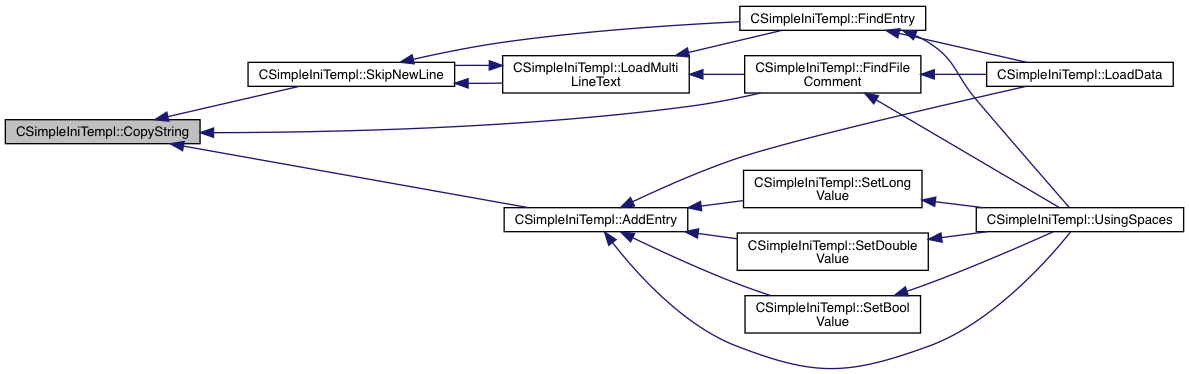 CSimpleIniTempl::FindEntry
CSimpleIniTempl::SkipNewLine
CSimpleIniTempl::LoadMulti
LineText
CSimpleIniTempl::FindFile
Comment
CSimpleIniTempl::LoadData
CSimpleIniTempl::CopyString
CSimpleIniTempl::SetLong
Value
CSimpleIniTempl::AddEntry
CSimpleIniTempl::UsingSpaces
CSimpleIniTempl::SetDouble
Value
CSimpleIniTempl::SetBool
Value